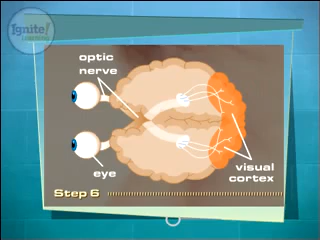 Ignite!
LEARNING
optic
nerve
eye
visual
cortex
Step 6